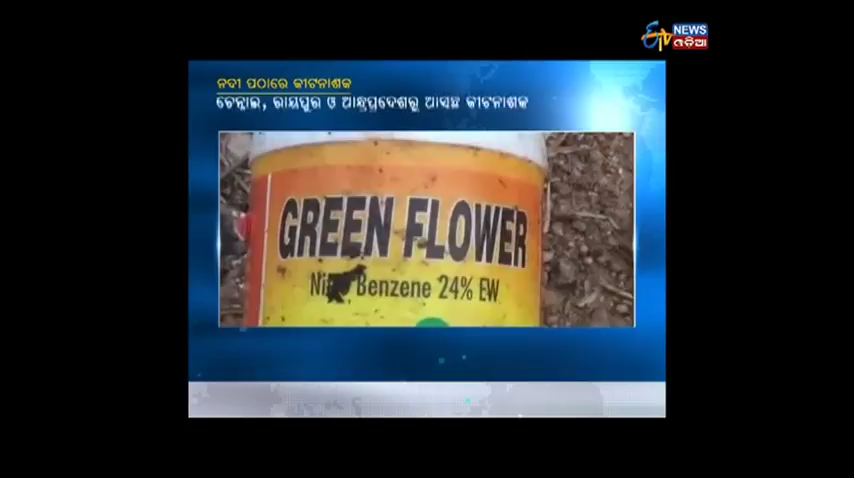 ETV NEWS
ଓଡ଼ିଆ
ନଦୀ ପଠାରେ କୀଟନାଶକ
ଚେନ୍ନାଇ, ରାୟପୁର ଓ ଆନ୍ଧ୍ରପ୍ରଦେଶରୁ ଆସୁଛି କୀଟନାଶକ
GREEN FLOWER
Benzene 24% EW